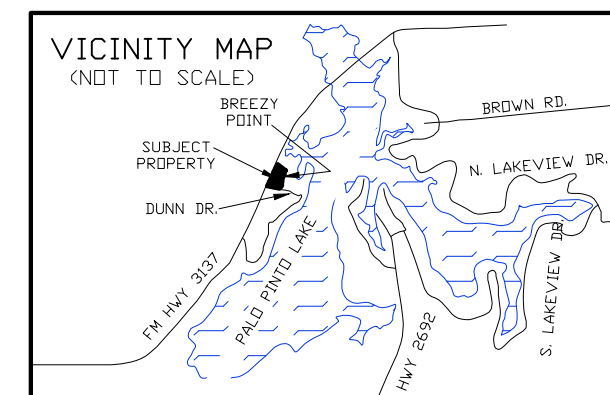 VICINITY MAP
(NOT TO SCALE)
BREEZY
POINT
BROWN RD.
SUBJECT
PROPERTY
N. LAKEVIEW DR.
DUNN DR.
PALO PINTO LAKE
FM HWY 3137
S. LAKEVIEW DR.
HWY 2692